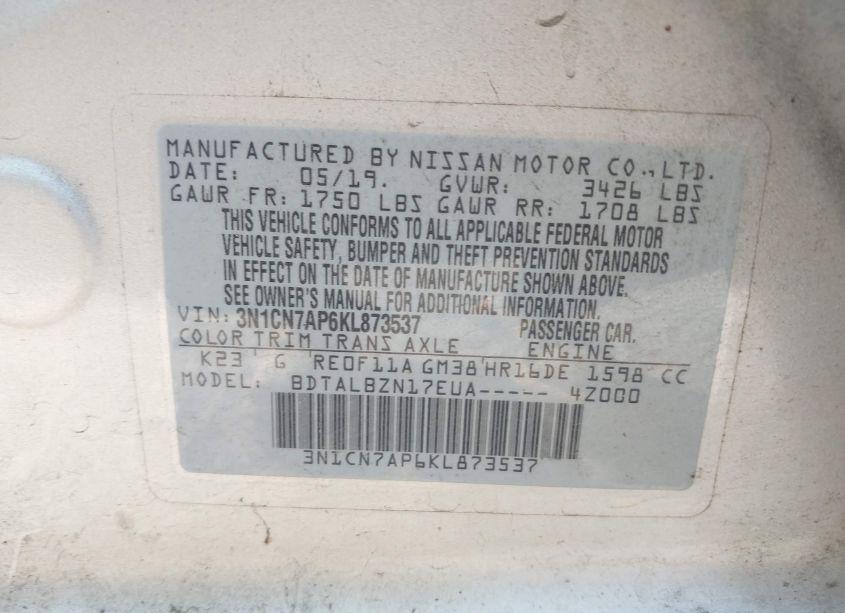 MANUFACTURED BY NISSAN MOTOR CO., LTD.
DATE: 05/19. GVWR: 3426 LBS
GAWR FR: 1750 LBS GAWR RR: 1708 LBS
THIS VEHICLE CONFORMS TO ALL APPLICABLE FEDERAL MOTOR
VEHICLE SAFETY, BUMPER AND THEFT PREVENTION STANDARDS
IN EFFECT ON THE DATE OF MANUFACTURE SHOWN ABOVE.
SEE OWNER'S MANUAL FOR ADDITIONAL INFORMATION.
VIN: 3N1CN7AP6KL873537 PASSENGER CAR.
COLOR TRIM TRANS AXLE ENGINE
K23 ' G ' RE0F11A GM38 ' HR16DE 1598 CC
MODEL: BDTALBZN17EUA----- 4Z000
3N1CN7AP6KL873537